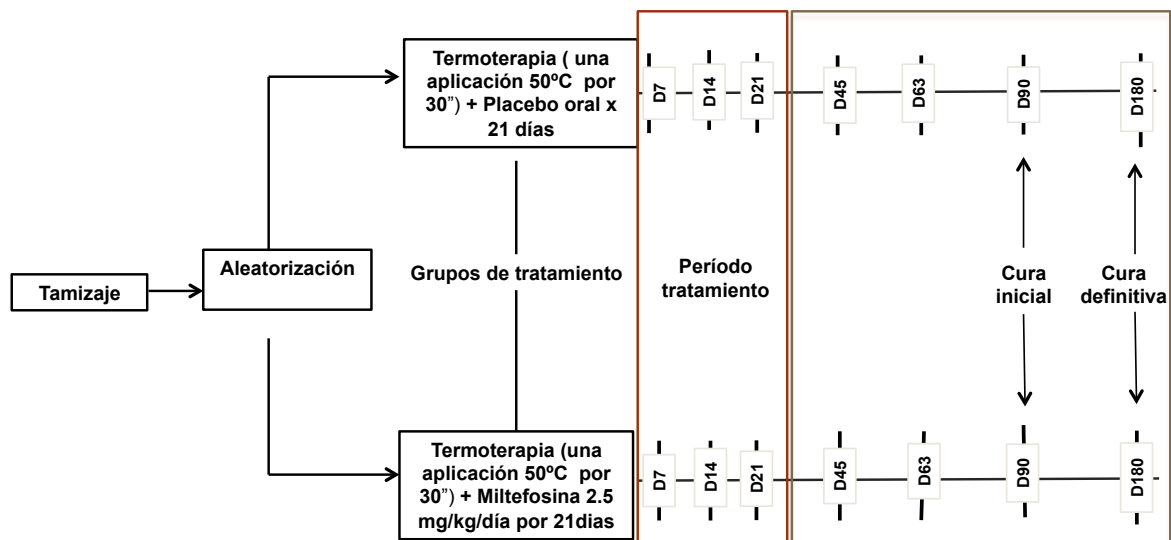 Termoterapia ( una
aplicación 50ºC por
30”) + Placebo oral x
21 días
D7
D14
D21
D45
D63
D90
D180
Tamizaje
Aleatorización
Grupos de tratamiento
Período
tratamiento
Cura
inicial
Cura
definitiva
Termoterapia (una
aplicación 50ºC por
30”) + Miltefosina 2.5
mg/kg/día por 21dias
D7
D14
D21
D45
D63
D90
D180